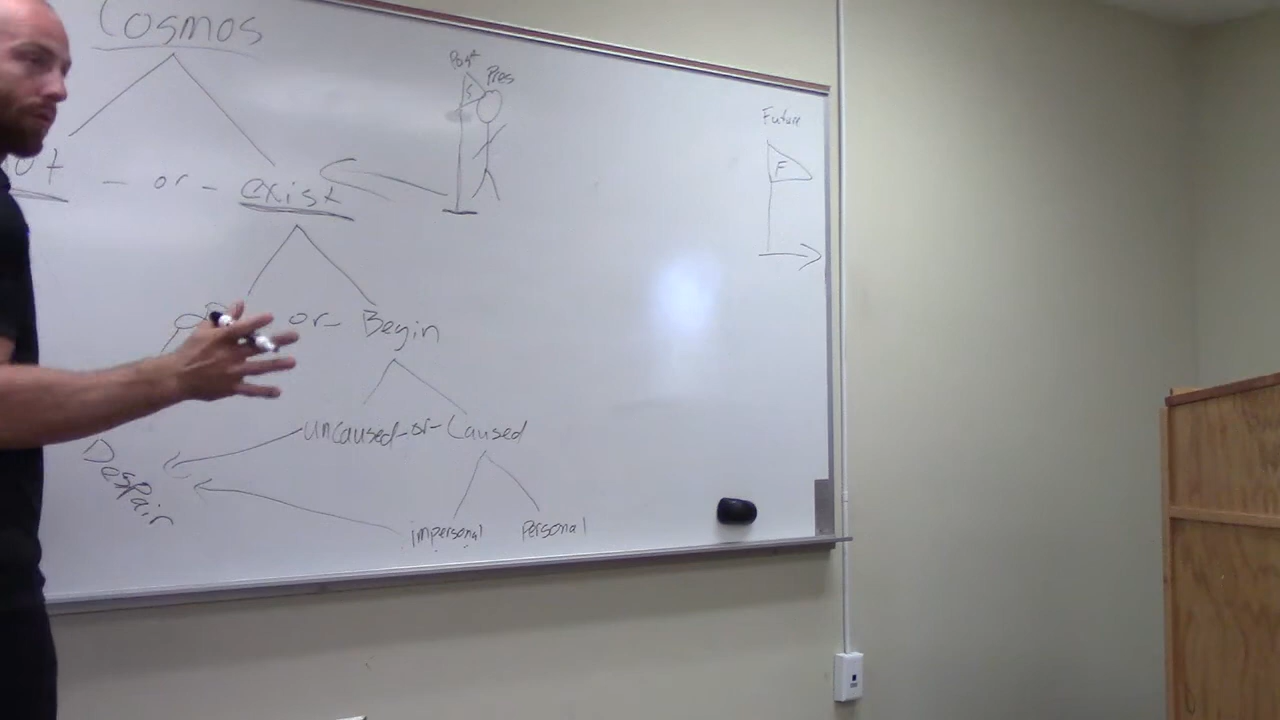 Cosmos
Past
Pres
S
Future
F
- or - exist
or - Begin
uncaused - or - Caused
Despair
impersonal personal